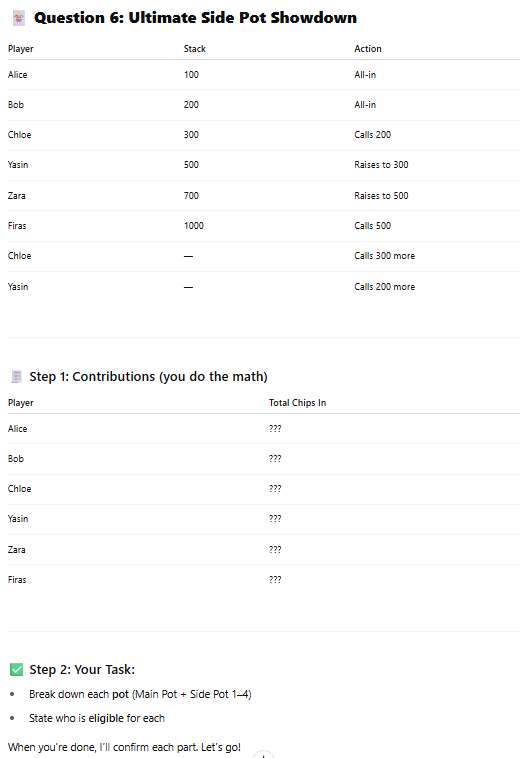 Question 6: Ultimate Side Pot Showdown
Player Stack Action
Alice 100 All-in
Bob 200 All-in
Chloe 300 Calls 200
Yasin 500 Raises to 300
Zara 700 Raises to 500
Firas 1000 Calls 500
Chloe — Calls 300 more
Yasin — Calls 200 more
Step 1: Contributions (you do the math)
Player Total Chips In
Alice ???
Bob ???
Chloe ???
Yasin ???
Zara ???
Firas ???
Step 2: Your Task:
• Break down each pot (Main Pot + Side Pot 1–4)
• State who is eligible for each
When you're done, I'll confirm each part. Let's go!